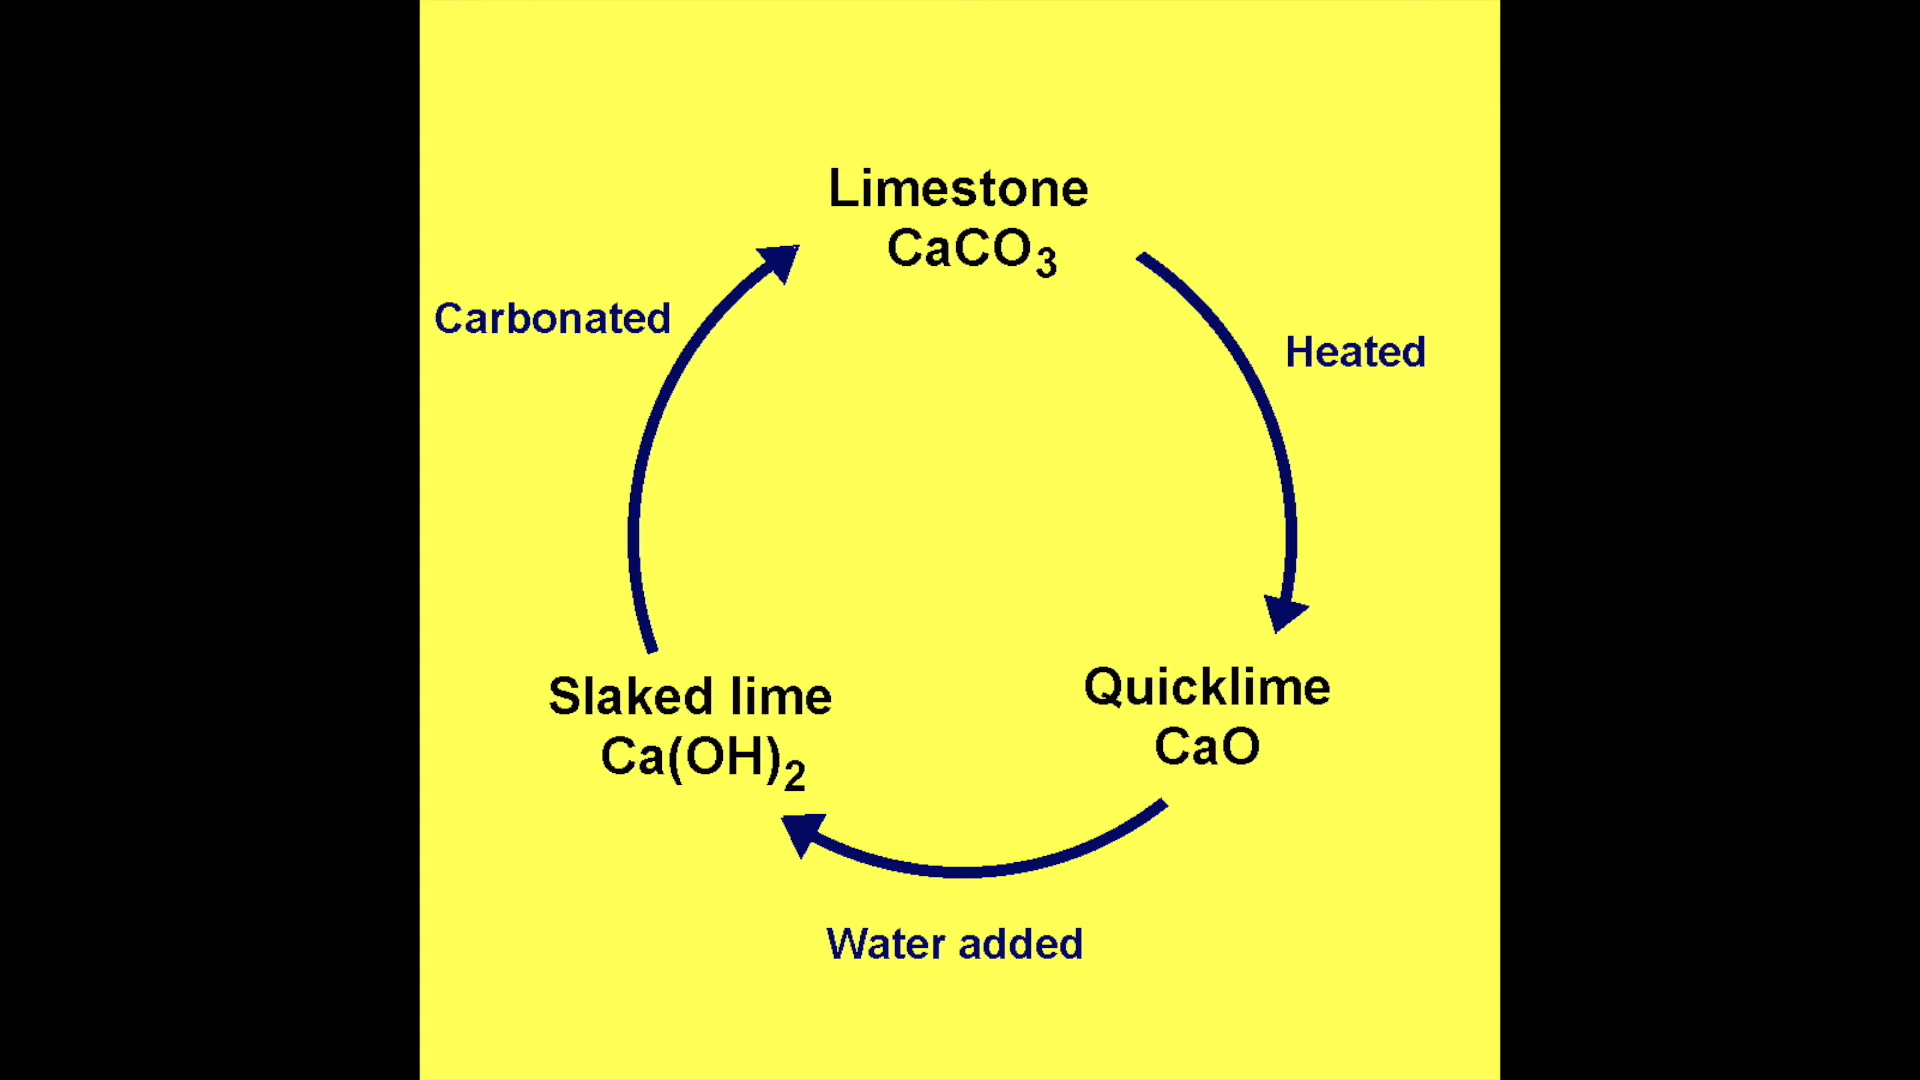 Limestone
CaCO₃
Carbonated
Heated
Slaked lime
Ca(OH)₂
Quicklime
CaO
Water added